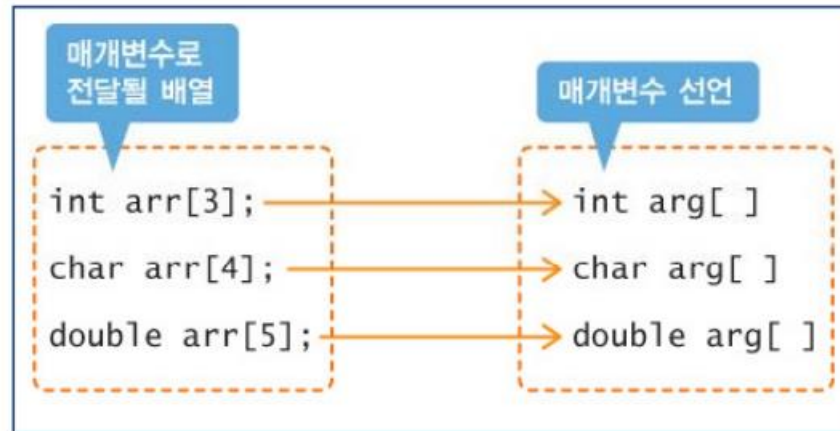 매개변수로
전달될 배열
매개변수 선언
int arr[3];
int arg[ ]
char arr[4];
char arg[ ]
double arr[5];
double arg[ ]